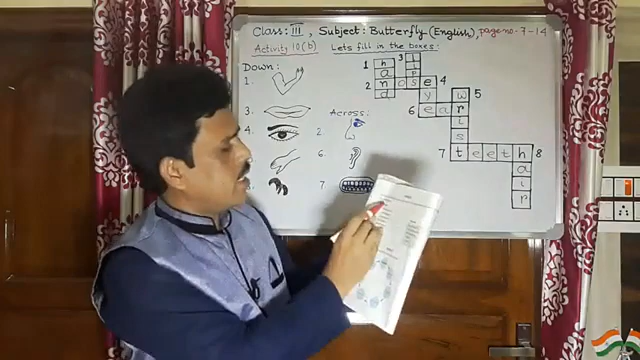 Class: III, Subject: Butterfly (English), page no- 7-14
Activity 10 (b) Lets fill in the boxes:
Down:
1.
3.
4.
Across:
2.
6.
7.
1 h a n d
3 l i p s
2 n o s e 4
e y e
6 e a r 5
w r i s t
7 t e e t h 8
h a i r